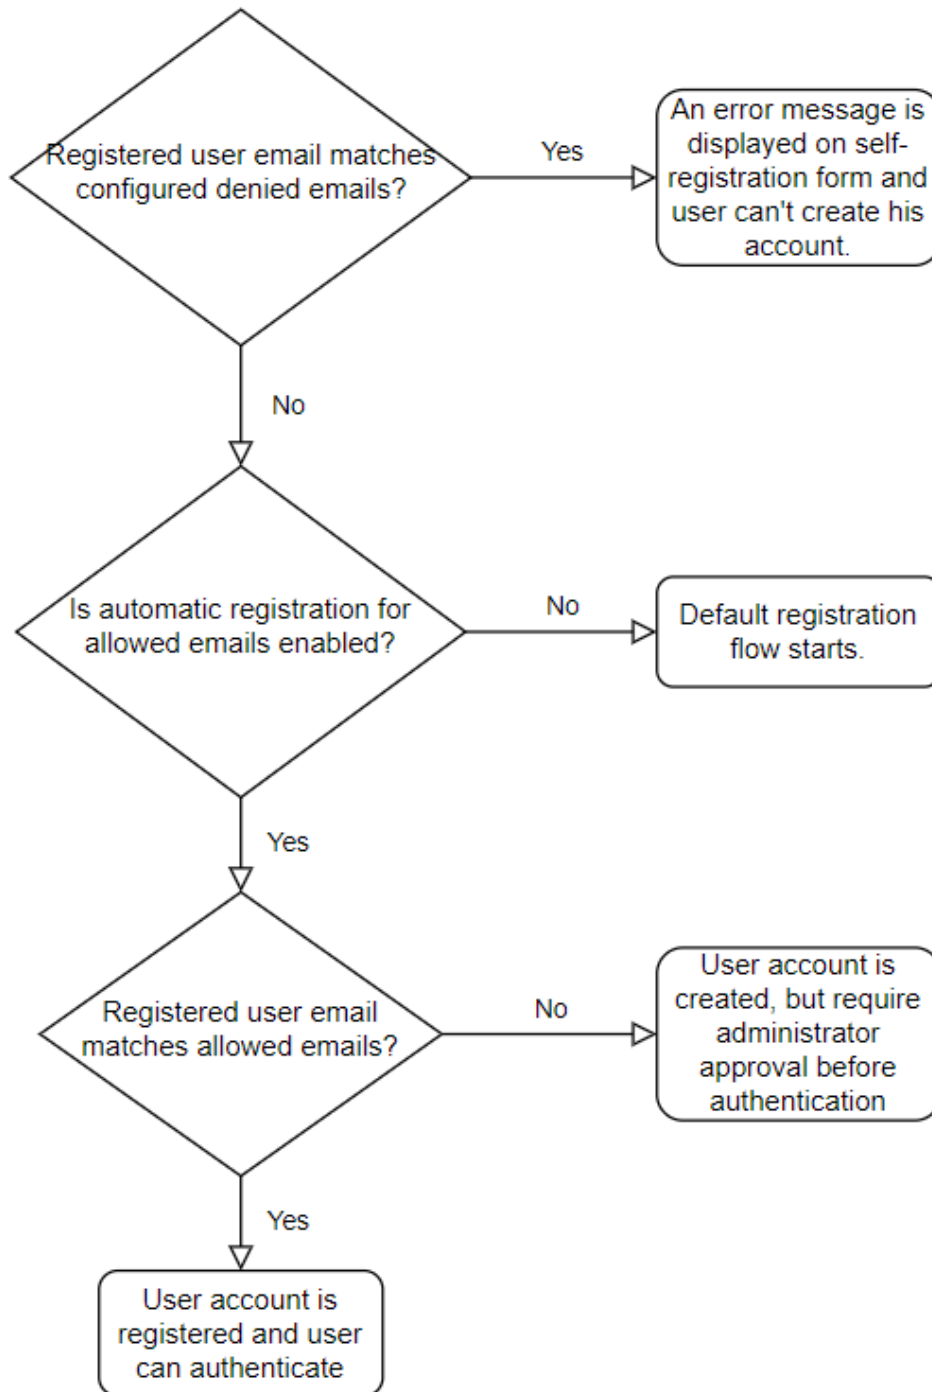 Registered user email matches
configured denied emails?
Yes
An error message is
displayed on self-
registration form and
user can't create his
account.
No
Is automatic registration for
allowed emails enabled?
No
Default registration
flow starts.
Yes
Registered user email
matches allowed emails?
No
User account is
created, but require
administrator
approval before
authentication
Yes
User account is
registered and user
can authenticate